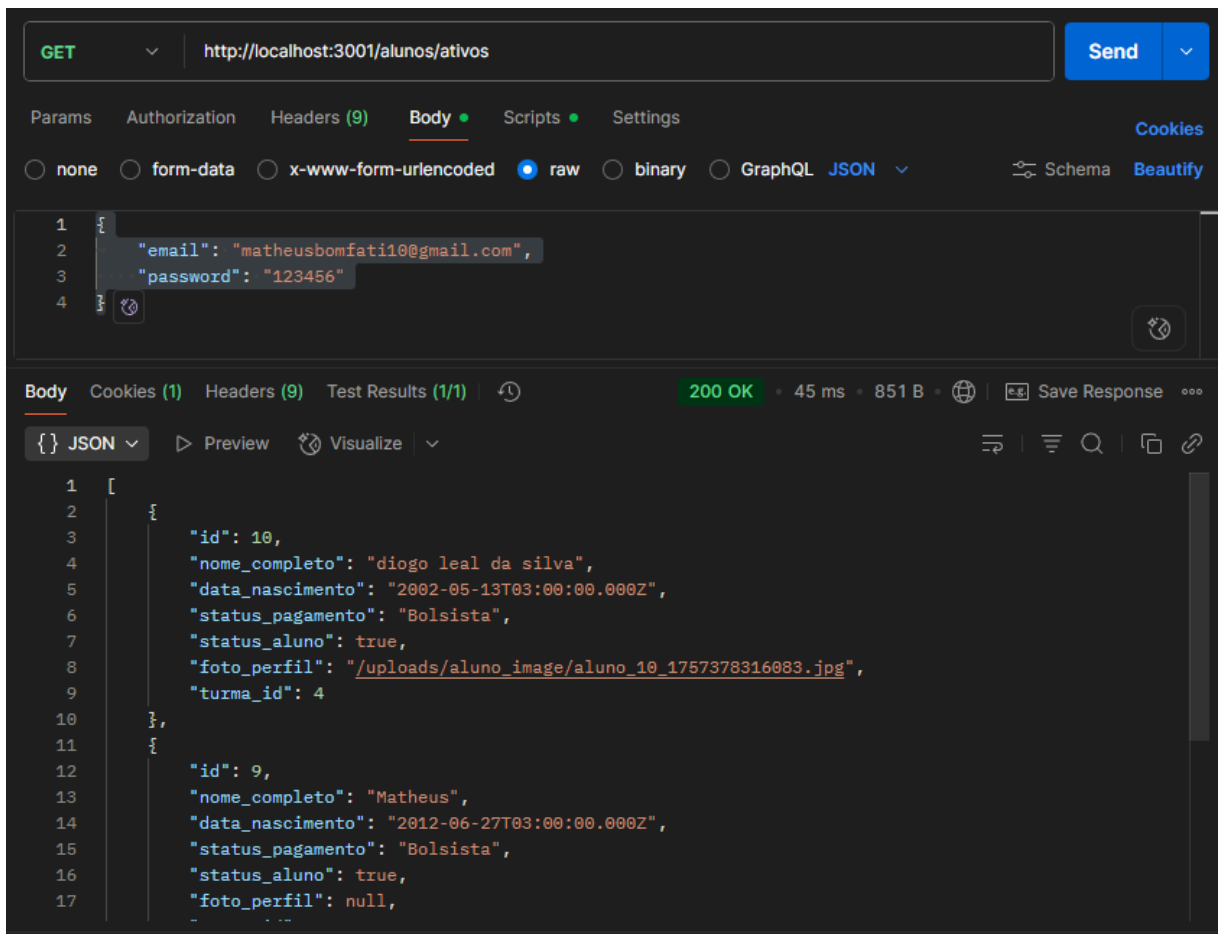 GET http://localhost:3001/alunos/ativos Send
Params Authorization Headers (9) Body Scripts Settings Cookies
none form-data x-www-form-urlencoded raw binary GraphQL JSON Schema Beautify
1 {
2 "email": "matheusbomfati10@gmail.com",
3 "password": "123456"
4 }
Body Cookies (1) Headers (9) Test Results (1/1) 200 OK • 45 ms • 851 B • e.g. Save Response
{} JSON Preview Visualize
1 [
2 {
3 "id": 10,
4 "nome_completo": "diogo leal da silva",
5 "data_nascimento": "2002-05-13T03:00:00.000Z",
6 "status_pagamento": "Bolsista",
7 "status_aluno": true,
8 "foto_perfil": "/uploads/aluno_image/aluno_10_1757378316083.jpg",
9 "turma_id": 4
10 },
11 {
12 "id": 9,
13 "nome_completo": "Matheus",
14 "data_nascimento": "2012-06-27T03:00:00.000Z",
15 "status_pagamento": "Bolsista",
16 "status_aluno": true,
17 "foto_perfil": null,